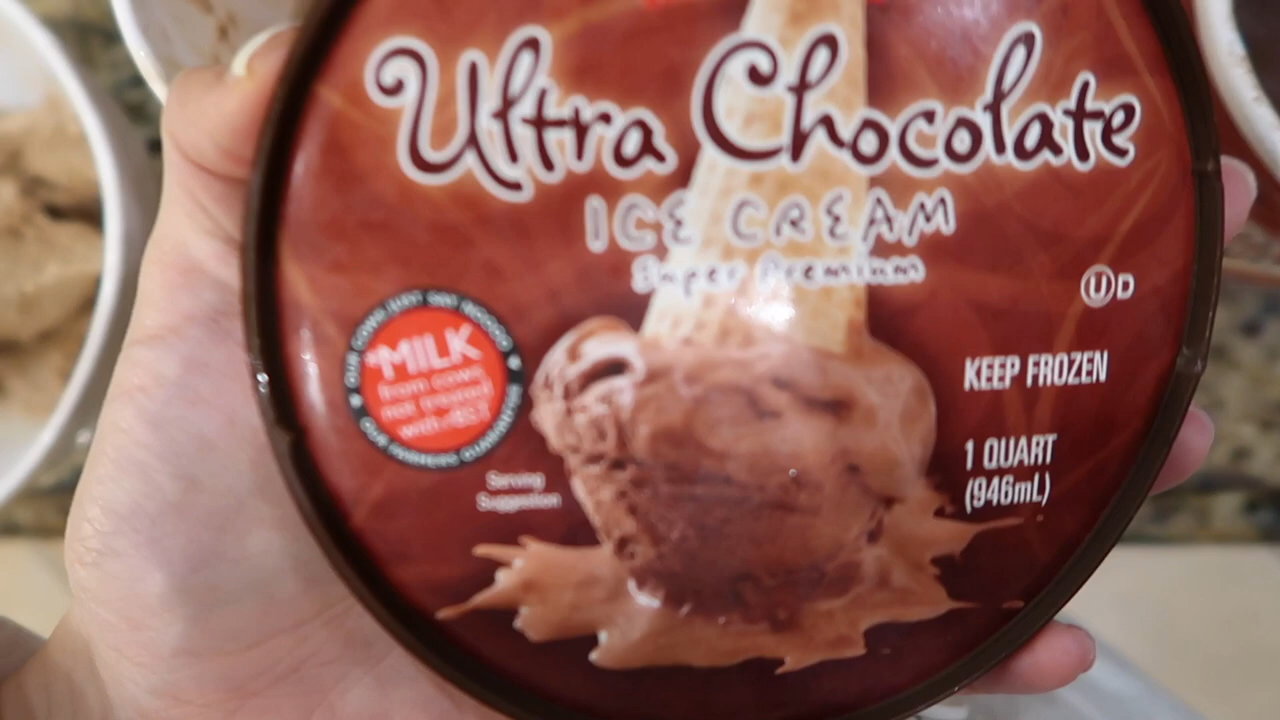 Ultra Chocolate
ICE CREAM
Super Premium
U D
*MILK
from cows
not treated
with rBST
KEEP FROZEN
1 QUART
(946mL)
Serving
Suggestion